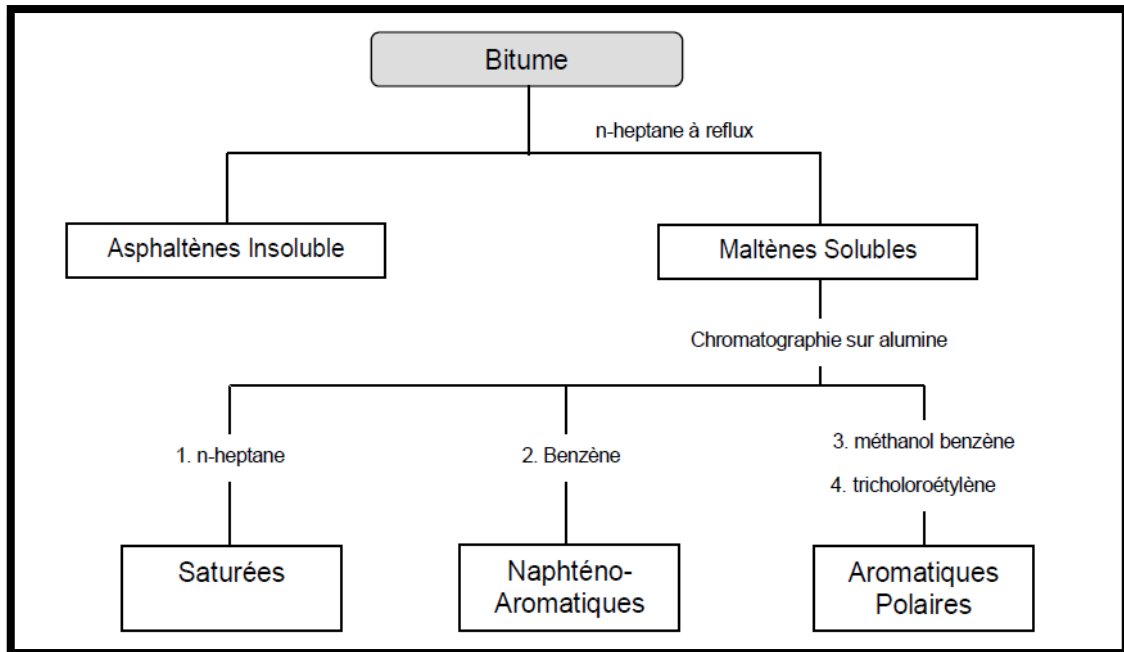 Bitume
n-heptane à reflux
Asphaltènes Insoluble
Maltènes Solubles
Chromatographie sur alumine
1. n-heptane
2. Benzène
3. méthanol benzène
4. tricholoroétylène
Saturées
Naphténo-
Aromatiques
Aromatiques
Polaires